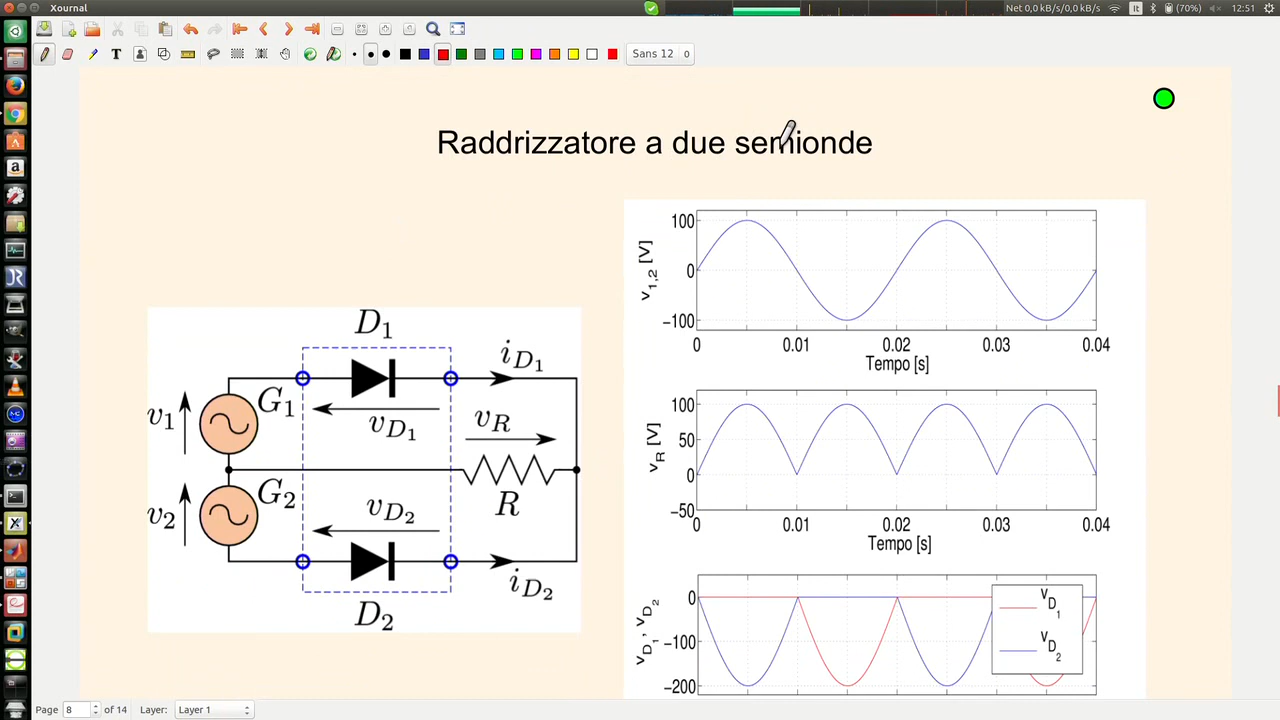 Xournal
Net 0,0 kB/s/0,0 kB/s
It
(70%)
12:51
T
Sans 12
0
Raddrizzatore a due semionde
D1
iD1
v1
G1
vD1
vR
v2
G2
vD2
R
iD2
D2
100
0
−100
v1,2 [V]
0 0.01 0.02 0.03 0.04
Tempo [s]
100
50
0
−50
vR [V]
0 0.01 0.02 0.03 0.04
Tempo [s]
0
−100
−200
vD1, vD2
vD1
vD2
Page 8 of 14 Layer: Layer 1